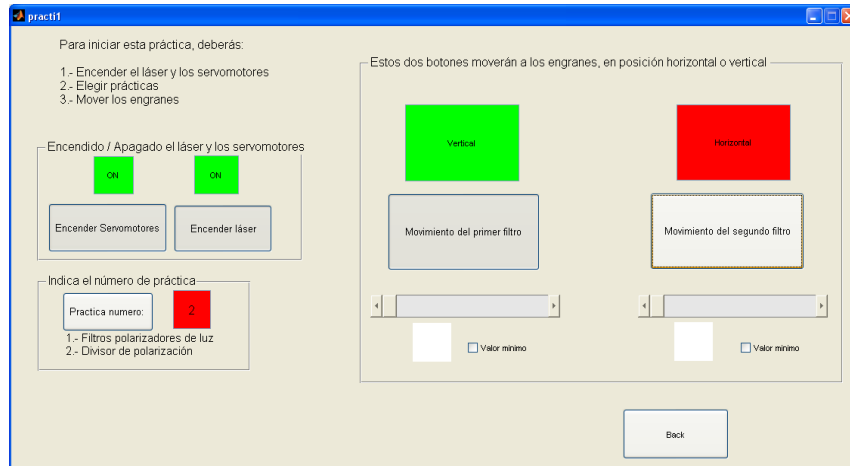 practi1
Para iniciar esta práctica, deberás:
1.- Encender el láser y los servomotores
2.- Elegir prácticas
3.- Mover los engranes
Encendido / Apagado el láser y los servomotores
ON
ON
Encender Servomotores
Encender láser
Indica el número de práctica
Practica numero:
2
1.- Filtros polarizadores de luz
2.- Divisor de polarización
Estos dos botones moverán a los engranes, en posición horizontal o vertical
Vertical
Horizontal
Movimiento del primer filtro
Movimiento del segundo filtro
Valor minimo
Valor minimo
Back